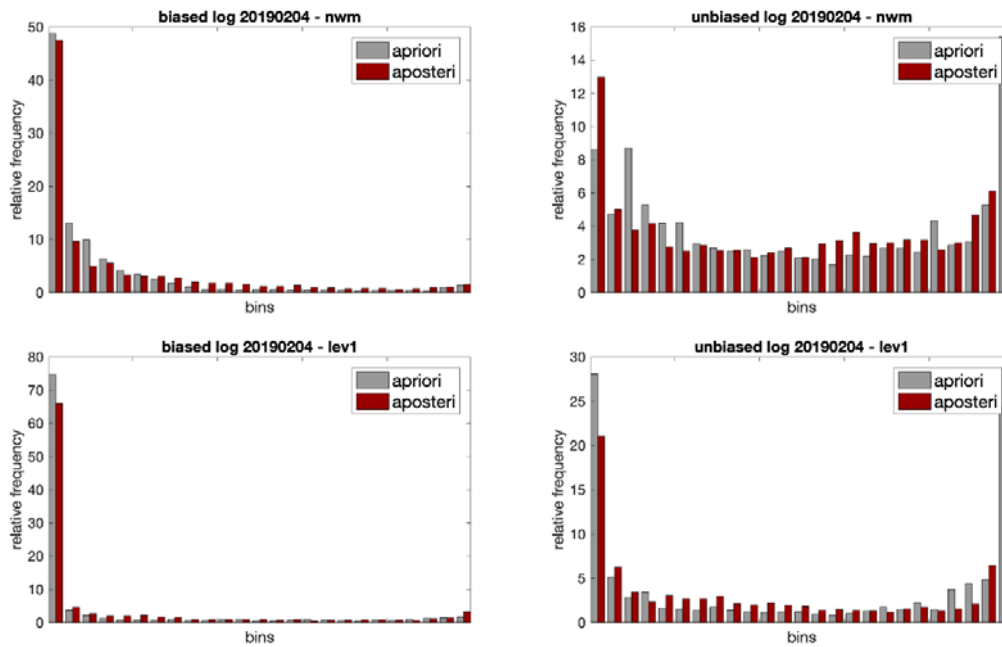 biased log 20190204 - nwm
50
40
30
20
10
0
relative frequency
bins
apriori
aposteri
unbiased log 20190204 - nwm
16
14
12
10
8
6
4
2
0
relative frequency
bins
apriori
aposteri
biased log 20190204 - lev1
80
70
60
50
40
30
20
10
0
relative frequency
bins
apriori
aposteri
unbiased log 20190204 - lev1
30
25
20
15
10
5
0
relative frequency
bins
apriori
aposteri